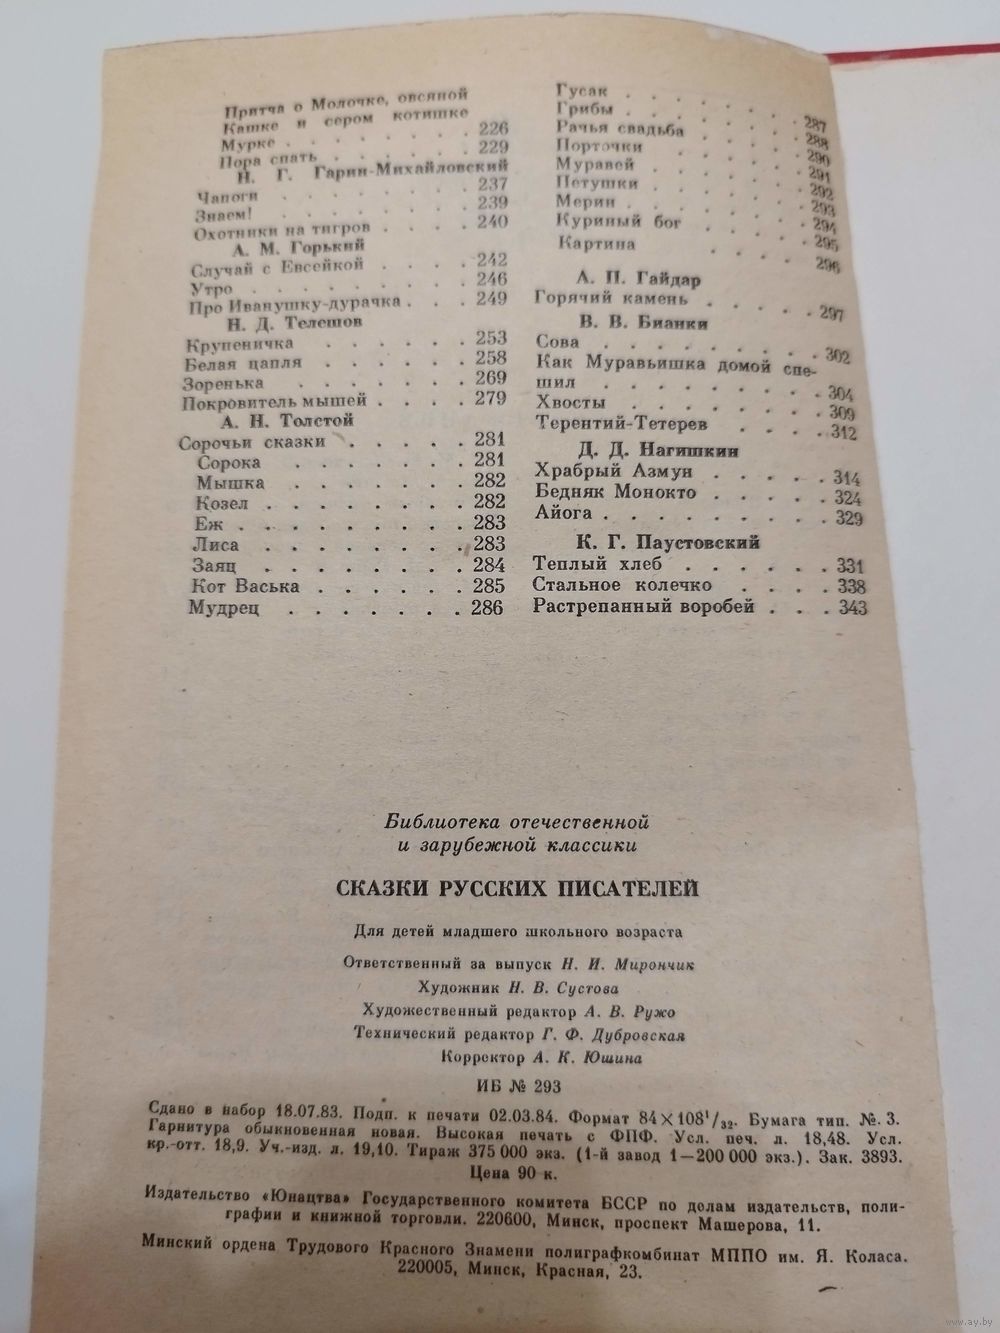 Притча о Молочке, овсяной
Кашке и сером котишке
Мурке . . . . . . . 226
Пора спать . . . . . . 229
Н. Г. Гарин-Михайловский
Чапоги . . . . . . . 237
Знаем! . . . . . . . 239
Охотники на тигров . . . . 240
А. М. Горький
Случай с Евсейкой . . . . 242
Утро . . . . . . . . 246
Про Иванушку-дурачка . . . 249
Н. Д. Телешов
Крупеничка . . . . . . 253
Белая цапля . . . . . . 258
Зоренька . . . . . . . 269
Покровитель мышей . . . . 279
А. Н. Толстой
Сорочьи сказки . . . . . 281
Сорока . . . . . . . 281
Мышка . . . . . . . 282
Козел . . . . . . . . 282
Еж . . . . . . . . . 283
Лиса . . . . . . . . 283
Заяц . . . . . . . . 284
Кот Васька . . . . . . 285
Мудрец . . . . . . . 286
Гусак . . . . . . . . 287
Грибы . . . . . . . . 288
Рачья свадьба . . . . . 290
Порточки . . . . . . 291
Муравей . . . . . . . 292
Петушки . . . . . . . 293
Мерин . . . . . . . . 294
Куриный бог . . . . . 295
Картина . . . . . . 296
А. П. Гайдар
Горячий камень . . . . . 297
В. В. Бианки
Сова . . . . . . . . . 302
Как Муравьишка домой спе-
шил . . . . . . . . 304
Хвосты . . . . . . . . 309
Терентий-Тетерев . . . . 312
Д. Д. Нагишкин
Храбрый Азмун . . . . . 314
Бедняк Монокто . . . . . 324
Айога . . . . . . . . . 329
К. Г. Паустовский
Теплый хлеб . . . . . . 331
Стальное колечко . . . . 338
Растрепанный воробей . . . 343
Библиотека отечественной
и зарубежной классики
СКАЗКИ РУССКИХ ПИСАТЕЛЕЙ
Для детей младшего школьного возраста
Ответственный за выпуск Н. И. Мирончик
Художник Н. В. Сустова
Художественный редактор А. В. Ружо
Технический редактор Г. Ф. Дубровская
Корректор А. К. Юшина
ИБ № 293
Сдано в набор 18.07.83. Подп. к печати 02.03.84. Формат 84×108¹/₃₂. Бумага тип. № 3.
Гарнитура обыкновенная новая. Высокая печать с ФПФ. Усл. печ. л. 18,48. Усл.
кр.-отт. 18,9. Уч.-изд. л. 19,10. Тираж 375 000 экз. (1-й завод 1—200 000 экз.). Зак. 3893.
Цена 90 к.
Издательство «Юнацтва» Государственного комитета БССР по делам издательств, поли-
графии и книжной торговли. 220600, Минск, проспект Машерова, 11.
Минский ордена Трудового Красного Знамени полиграфкомбинат МППО им. Я. Коласа.
220005, Минск, Красная, 23.
www.ay.by